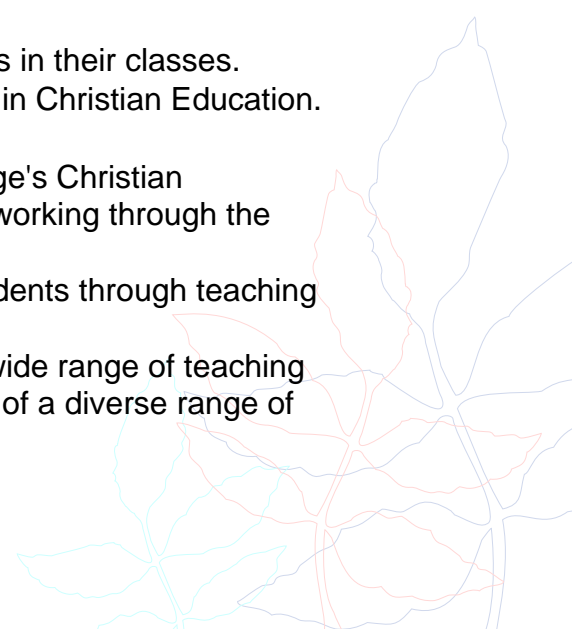 s in their classes.
in Christian Education.
ge's Christian
working through the
dents through teaching
wide range of teaching
of a diverse range of